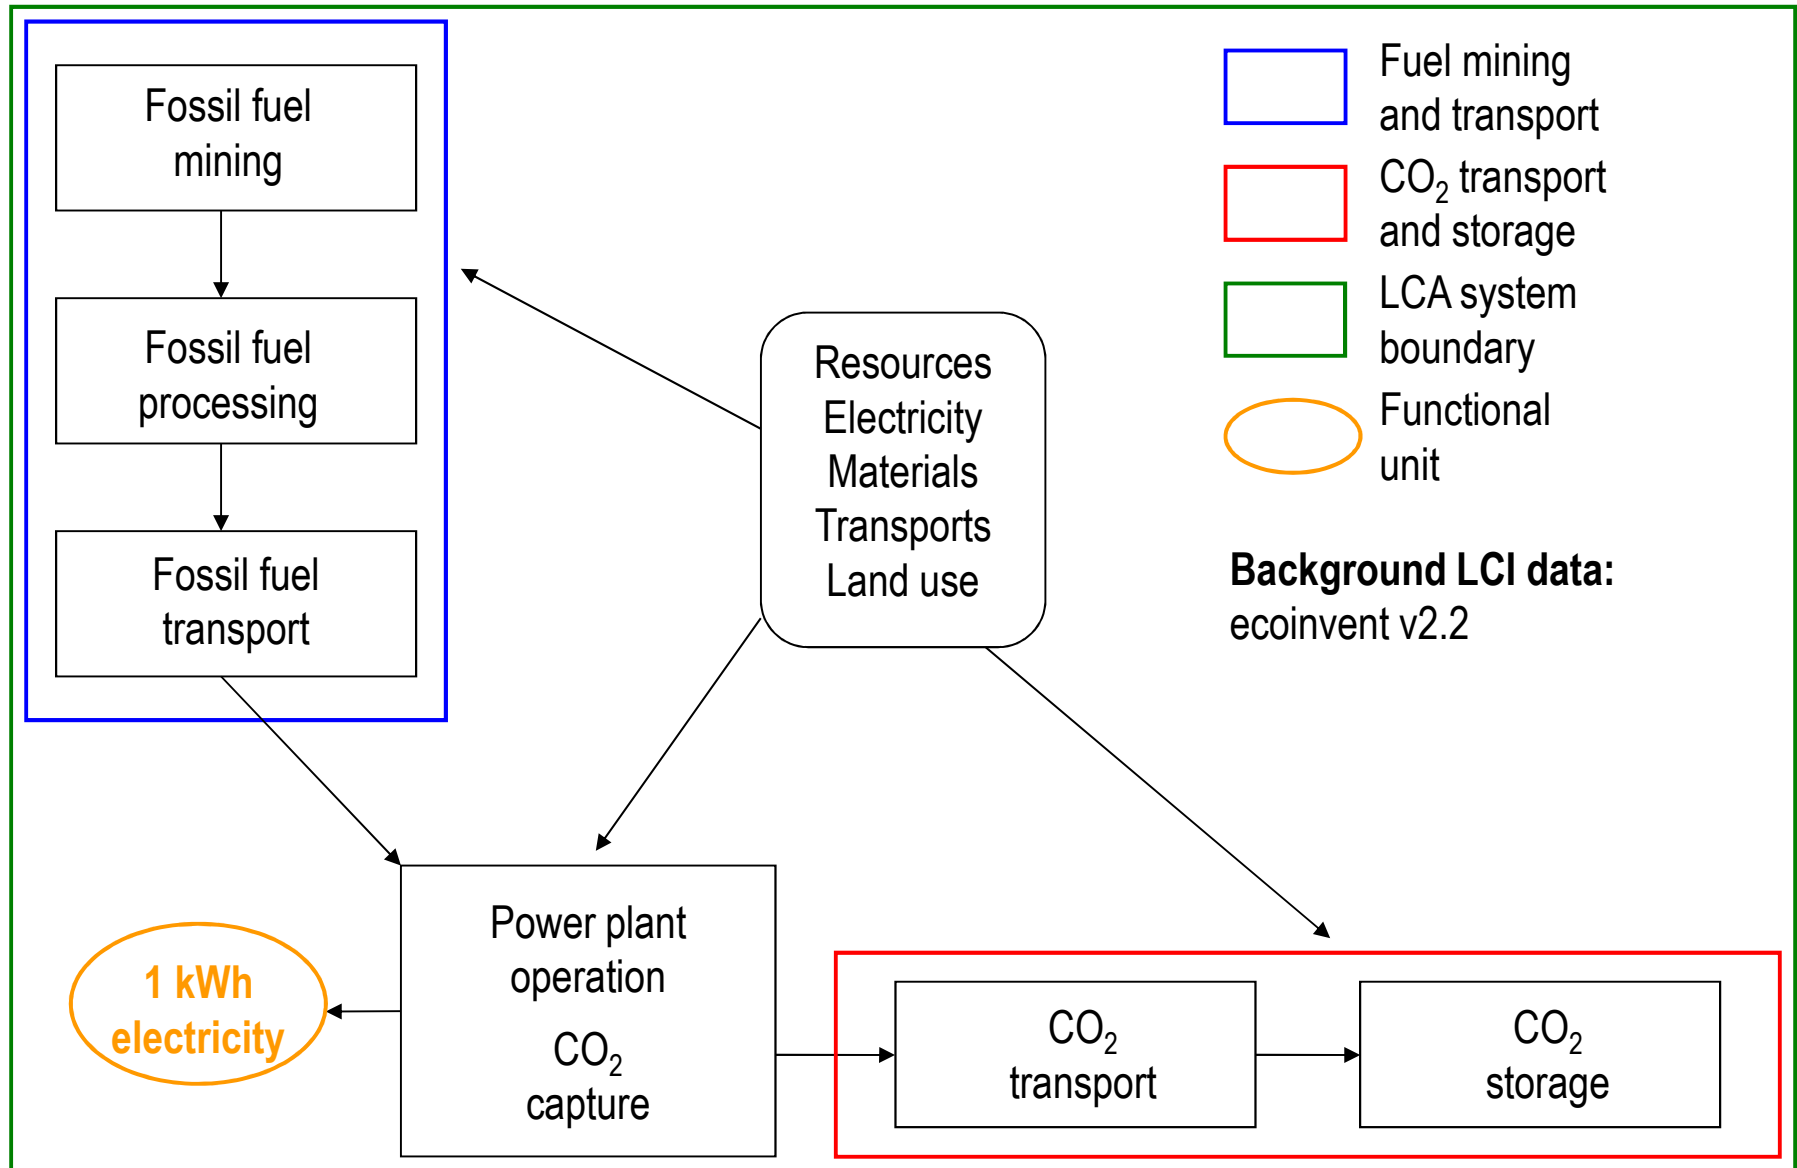 Fossil fuel
mining
Fossil fuel
processing
Fossil fuel
transport
Resources
Electricity
Materials
Transports
Land use
Fuel mining
and transport
CO₂ transport
and storage
LCA system
boundary
Functional
unit
Background LCI data:
ecoinvent v2.2
1 kWh
electricity
Power plant
operation
CO₂
capture
CO₂
transport
CO₂
storage